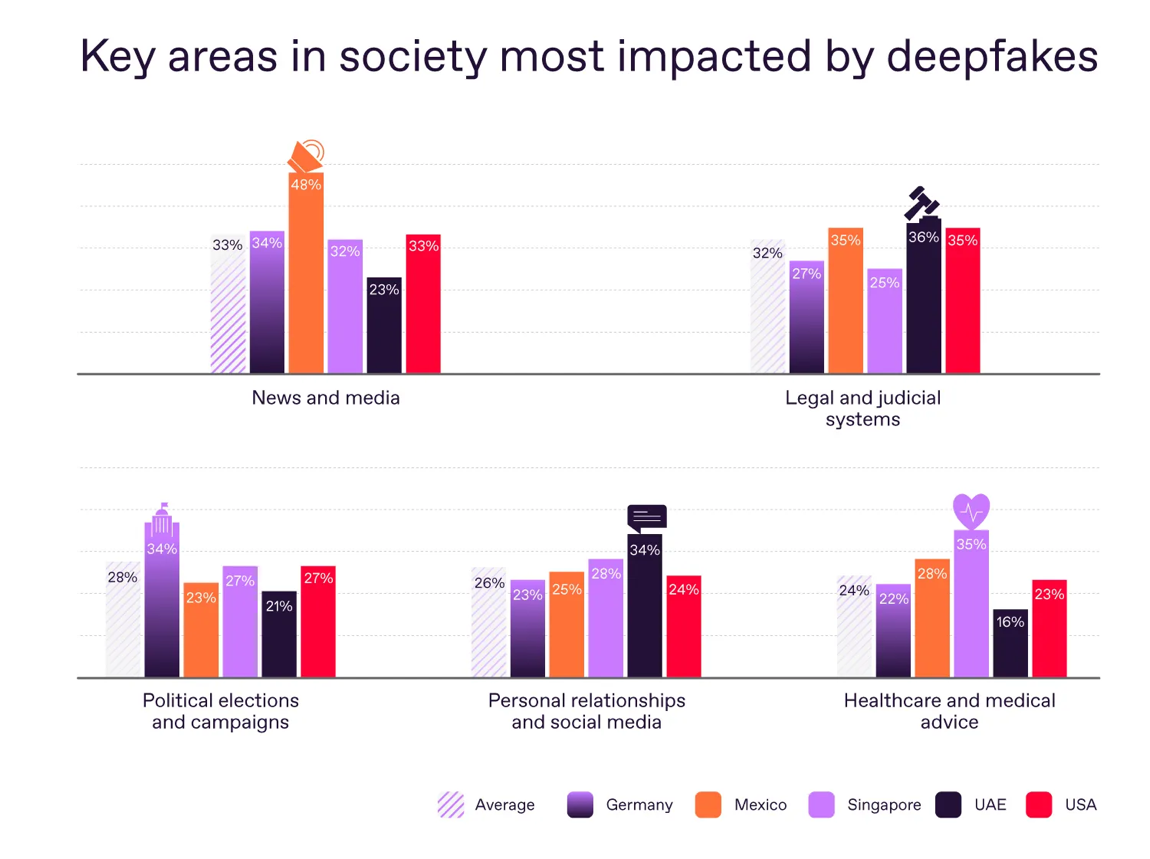 Key areas in society most impacted by deepfakes
33%
34%
48%
32%
23%
33%
News and media
32%
27%
35%
25%
36%
35%
Legal and judicial
systems
28%
34%
23%
27%
21%
27%
Political elections
and campaigns
26%
23%
25%
28%
34%
24%
Personal relationships
and social media
24%
22%
28%
35%
16%
23%
Healthcare and medical
advice
Average Germany Mexico Singapore UAE USA